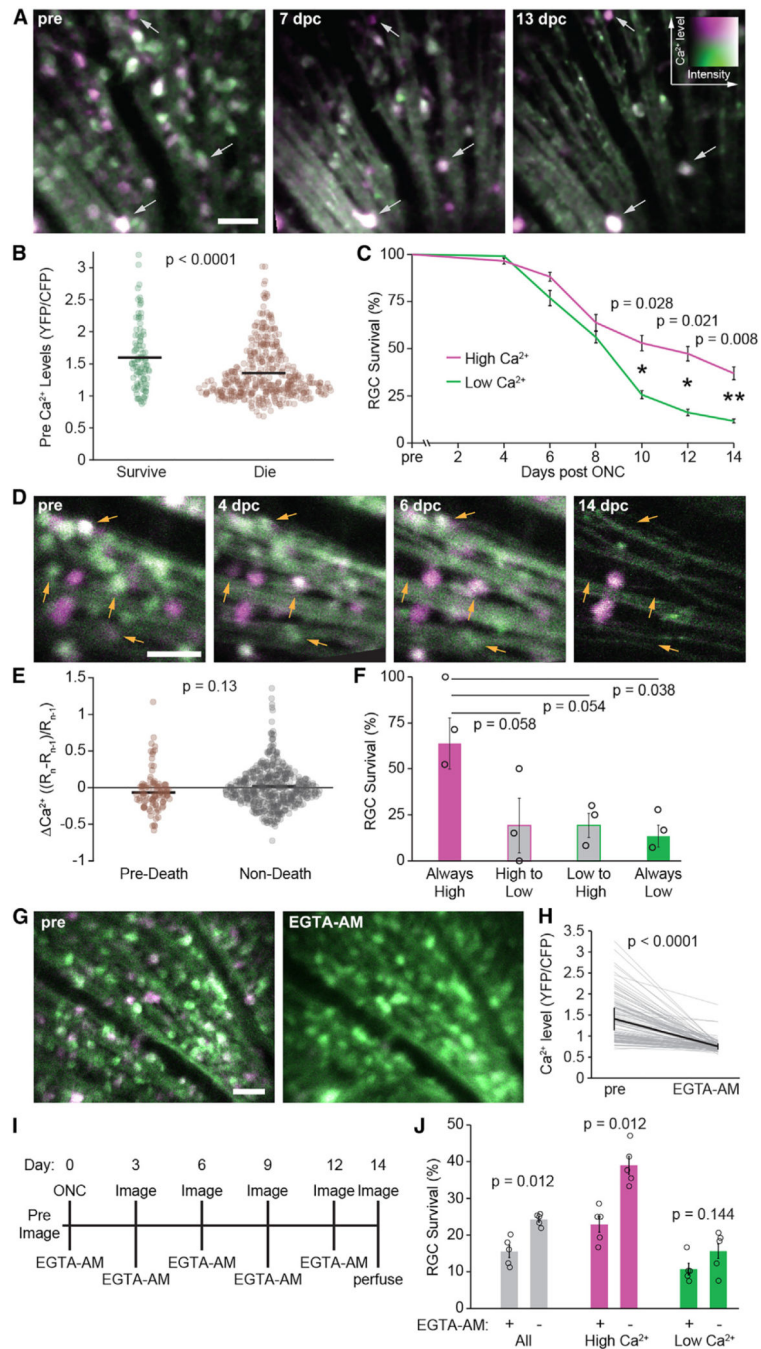 A
pre
7 dpc
13 dpc
Ca²⁺ level
Intensity
B
p < 0.0001
Pre Ca²⁺ Levels (YFP/CFP)
3
2.5
2
1.5
1
0.5
0
Survive
Die
C
RGC Survival (%)
100
75
50
25
0
p = 0.028
p = 0.021
p = 0.008
High Ca²⁺
Low Ca²⁺
*
*
**
pre 2 4 6 8 10 12 14
Days post ONC
D
pre
4 dpc
6 dpc
14 dpc
E
p = 0.13
ΔCa²⁺ ((Rn-Rn-1)/Rn-1)
1.5
1
0.5
0
-0.5
-1
Pre-Death
Non-Death
F
RGC Survival (%)
100
75
50
25
0
p = 0.038
p = 0.054
p = 0.058
Always High
High to Low
Low to High
Always Low
G
pre
EGTA-AM
H
p < 0.0001
Ca²⁺ level (YFP/CFP)
3.5
3
2.5
2
1.5
1
0.5
0
pre
EGTA-AM
I
Day: 0 3 6 9 12 14
ONC Image Image Image Image Image
Pre Image
EGTA-AM EGTA-AM EGTA-AM EGTA-AM EGTA-AM perfuse
J
RGC Survival (%)
50
40
30
20
10
0
p = 0.012
p = 0.012
p = 0.144
EGTA-AM: + - + - + -
All High Ca²⁺ Low Ca²⁺